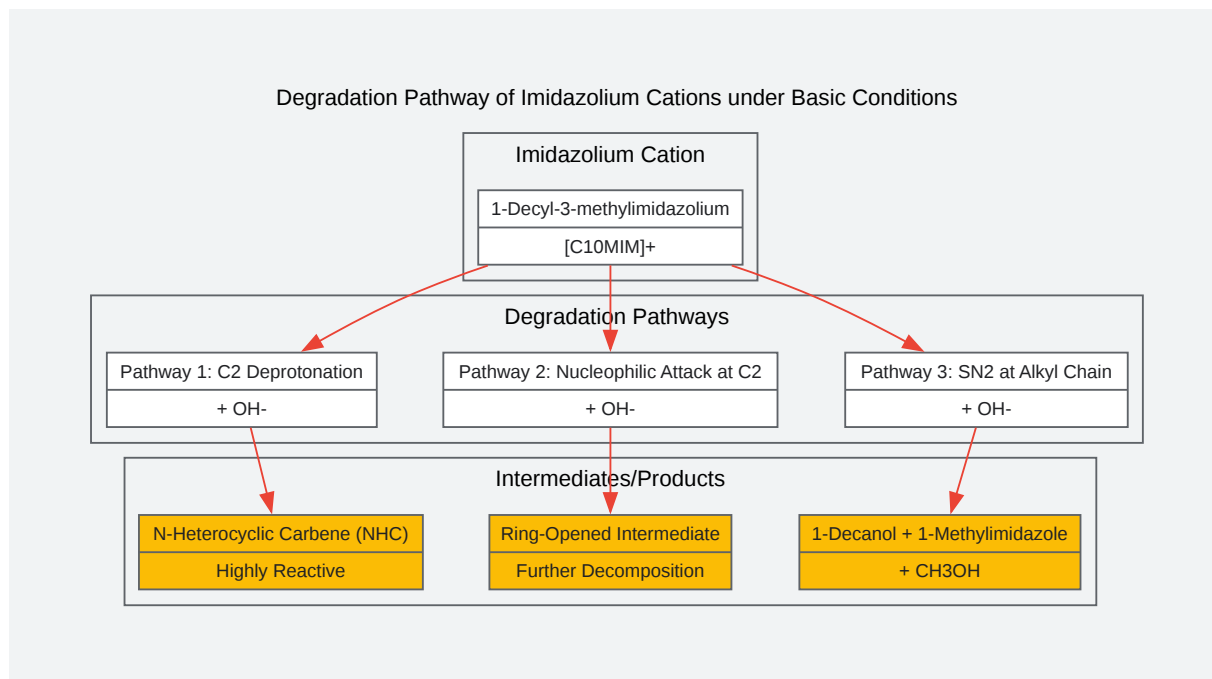 Degradation Pathway of Imidazolium Cations under Basic Conditions
Imidazolium Cation
1-Decyl-3-methylimidazolium
[C10MIM]+
Degradation Pathways
Pathway 1: C2 Deprotonation
+ OH-
Pathway 2: Nucleophilic Attack at C2
+ OH-
Pathway 3: SN2 at Alkyl Chain
+ OH-
Intermediates/Products
N-Heterocyclic Carbene (NHC)
Highly Reactive
Ring-Opened Intermediate
Further Decomposition
1-Decanol + 1-Methylimidazole
+ CH3OH